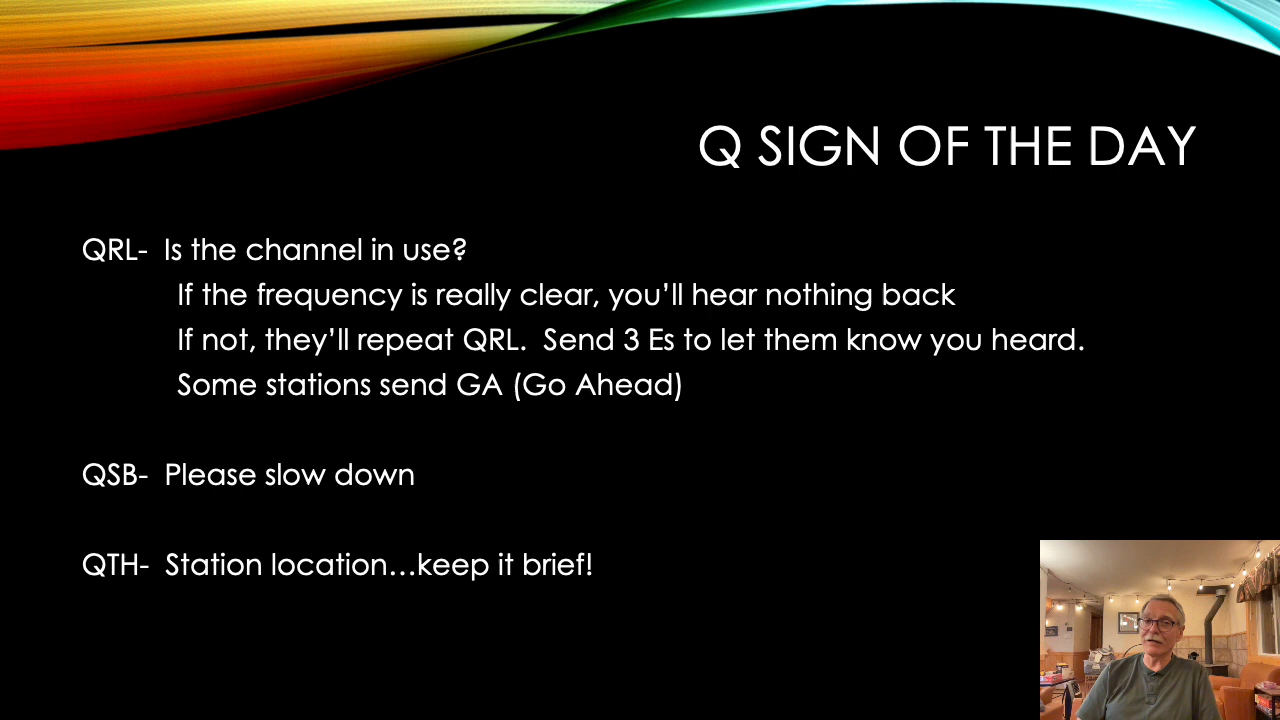 Q SIGN OF THE DAY
QRL- Is the channel in use?
If the frequency is really clear, you’ll hear nothing back
If not, they’ll repeat QRL. Send 3 Es to let them know you heard.
Some stations send GA (Go Ahead)
QSB- Please slow down
QTH- Station location…keep it brief!